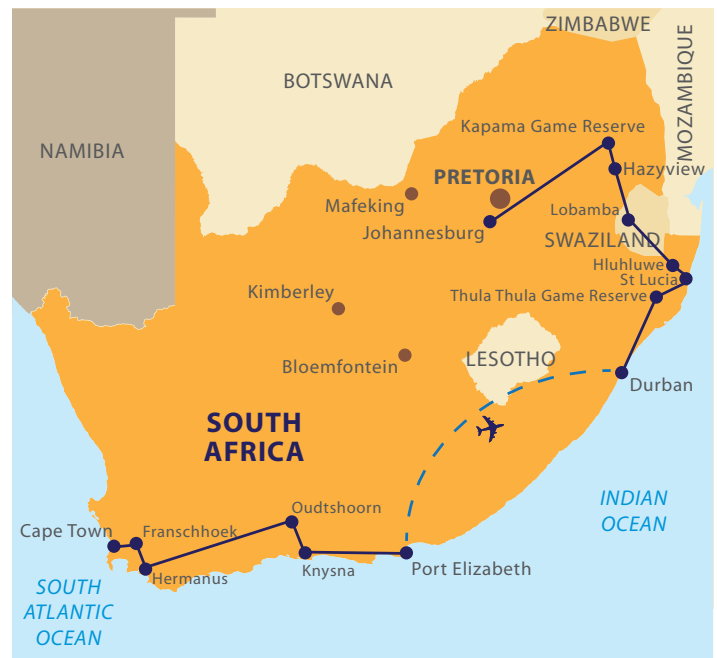 ZIMBABWE
MOZAMBIQUE
BOTSWANA
NAMIBIA
Kapama Game Reserve
Hazyview
PRETORIA
Mafeking
Lobamba
Johannesburg
SWAZILAND
Hluhluwe
St Lucia
Kimberley
Thula Thula Game Reserve
LESOTHO
Bloemfontein
Durban
SOUTH
AFRICA
INDIAN
OCEAN
Oudtshoorn
Cape Town
Franschhoek
Port Elizabeth
Knysna
Hermanus
SOUTH
ATLANTIC
OCEAN